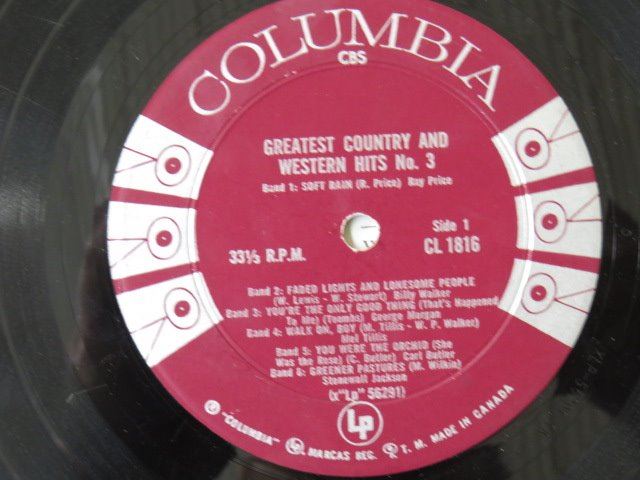 COLUMBIA
CBS
GREATEST COUNTRY AND
WESTERN HITS No. 3
Band 1: SOFT RAIN (R. Price) Ray Price
Side 1
33⅓ R.P.M.
CL 1816
Band 2: FADED LIGHTS AND LONESOME PEOPLE
(W. Lewis - W. Stewart) Billy Walker
Band 3: YOU'RE THE ONLY GOOD THING (That's Happened
To Me) (Toombs) George Morgan
Band 4: WALK ON, BOY (M. Tillis - W. P. Walker)
Mel Tillis
Band 5: YOU WERE THE ORCHID (She
Was the Rose) (C. Butler) Carl Butler
Band 6: GREENER PASTURES (M. Wilkin)
Stonewall Jackson
(x"Lp" 56291)
Lp
"COLUMBIA" MARCAS REG. T. M. MADE IN CANADA